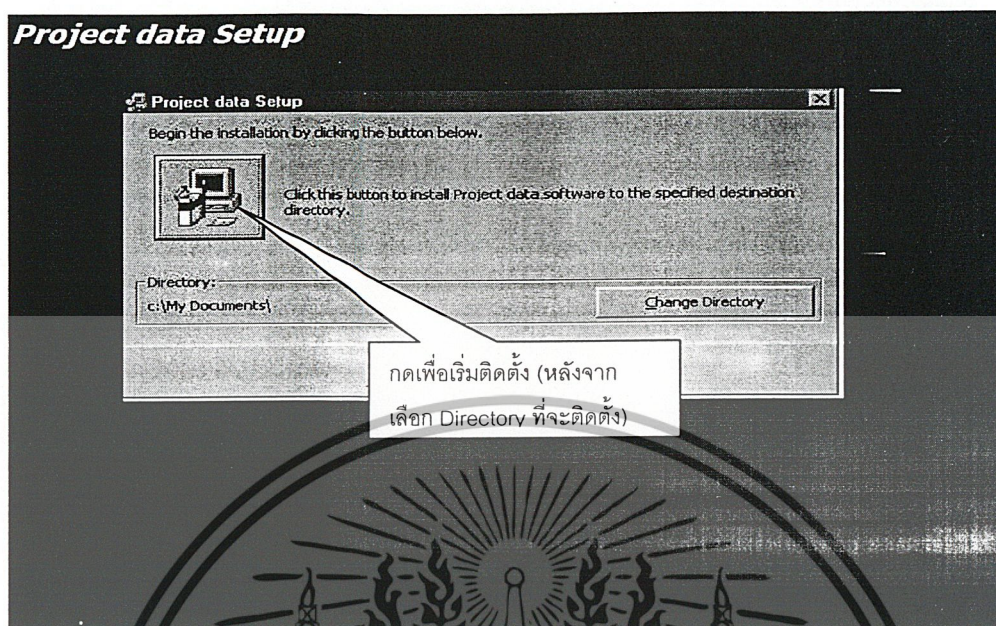 Project data Setup
Project data Setup
Begin the installation by clicking the button below.
Click this button to install Project data software to the specified destination
directory.
Directory:
c:\My Documents\
Change Directory
กดเพื่อเริ่มติดตั้ง (หลังจาก
เลือก Directory ที่จะติดตั้ง)